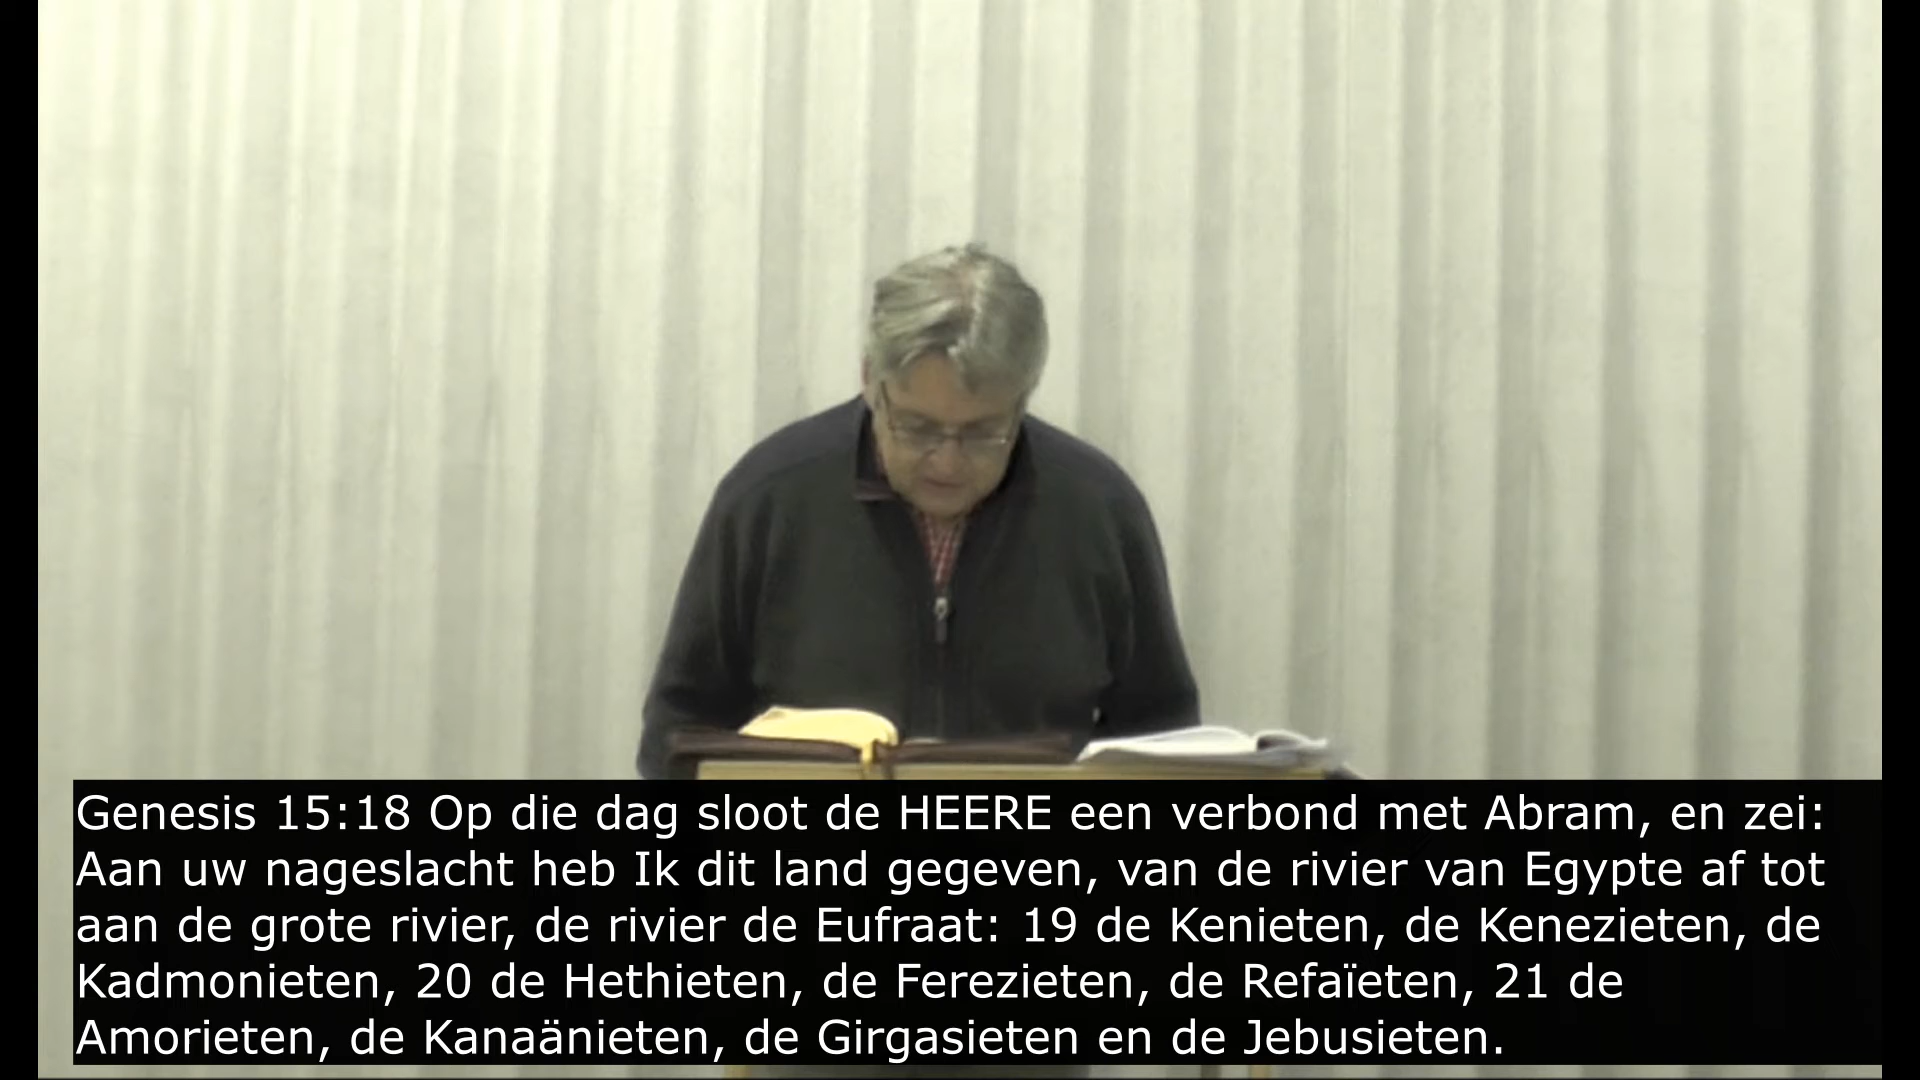 Genesis 15:18 Op die dag sloot de HEERE een verbond met Abram, en zei:
Aan uw nageslacht heb Ik dit land gegeven, van de rivier van Egypte af tot
aan de grote rivier, de rivier de Eufraat: 19 de Kenieten, de Kenezieten, de
Kadmonieten, 20 de Hethieten, de Ferezieten, de Refaïeten, 21 de
Amorieten, de Kanaänieten, de Girgasieten en de Jebusieten.